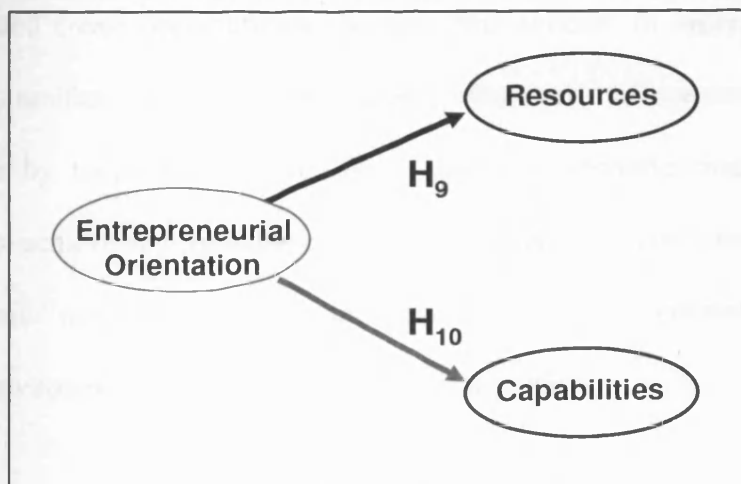 Resources
H₉
Entrepreneurial
Orientation
H₁₀
Capabilities